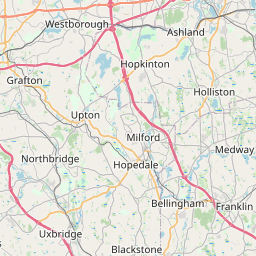 Westborough
Ashland
Hopkinton
Grafton
Holliston
Upton
Milford
Medway
Northbridge
Hopedale
Bellingham
Franklin
Uxbridge
Blackstone